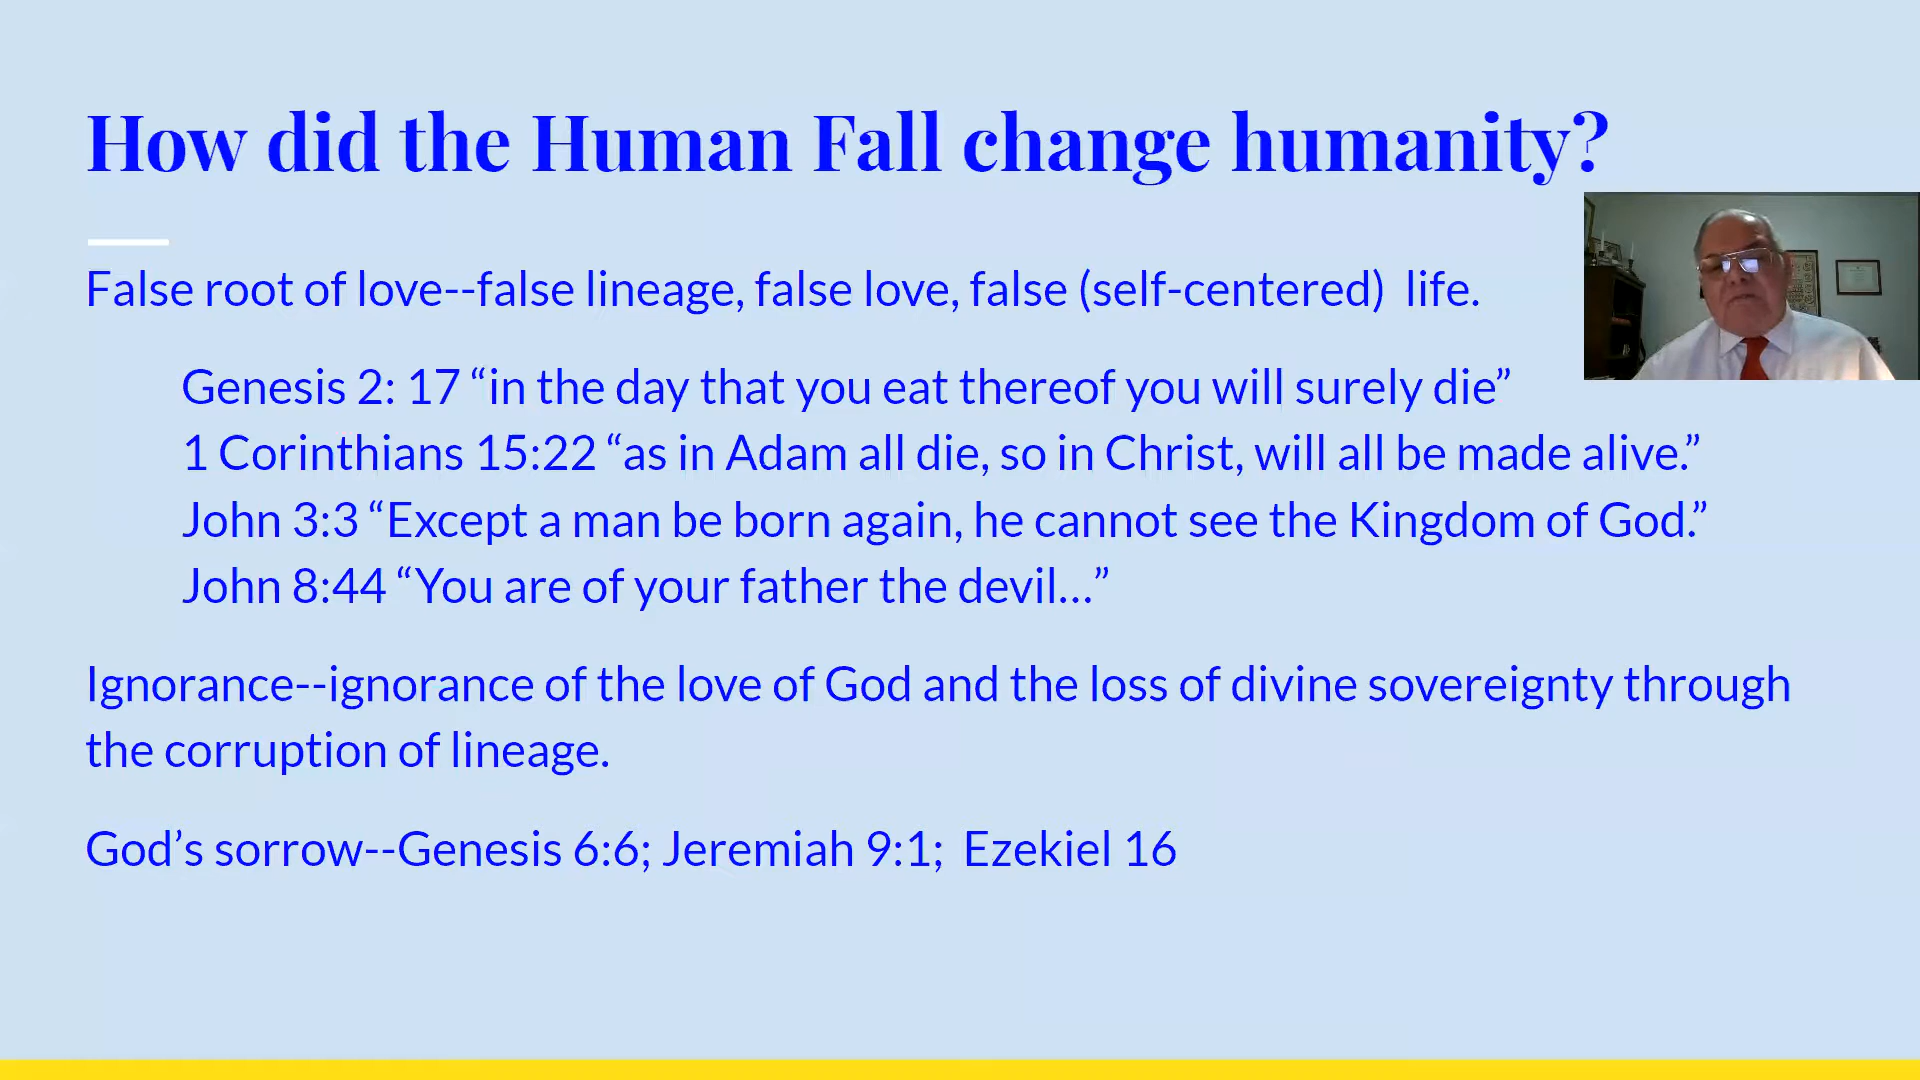 How did the Human Fall change humanity?
False root of love--false lineage, false love, false (self-centered)  life.
Genesis 2: 17 “in the day that you eat thereof you will surely die”
1 Corinthians 15:22 “as in Adam all die, so in Christ, will all be made alive.”
John 3:3 “Except a man be born again, he cannot see the Kingdom of God.”
John 8:44 “You are of your father the devil...”
Ignorance--ignorance of the love of God and the loss of divine sovereignty through
the corruption of lineage.
God’s sorrow--Genesis 6:6; Jeremiah 9:1;  Ezekiel 16